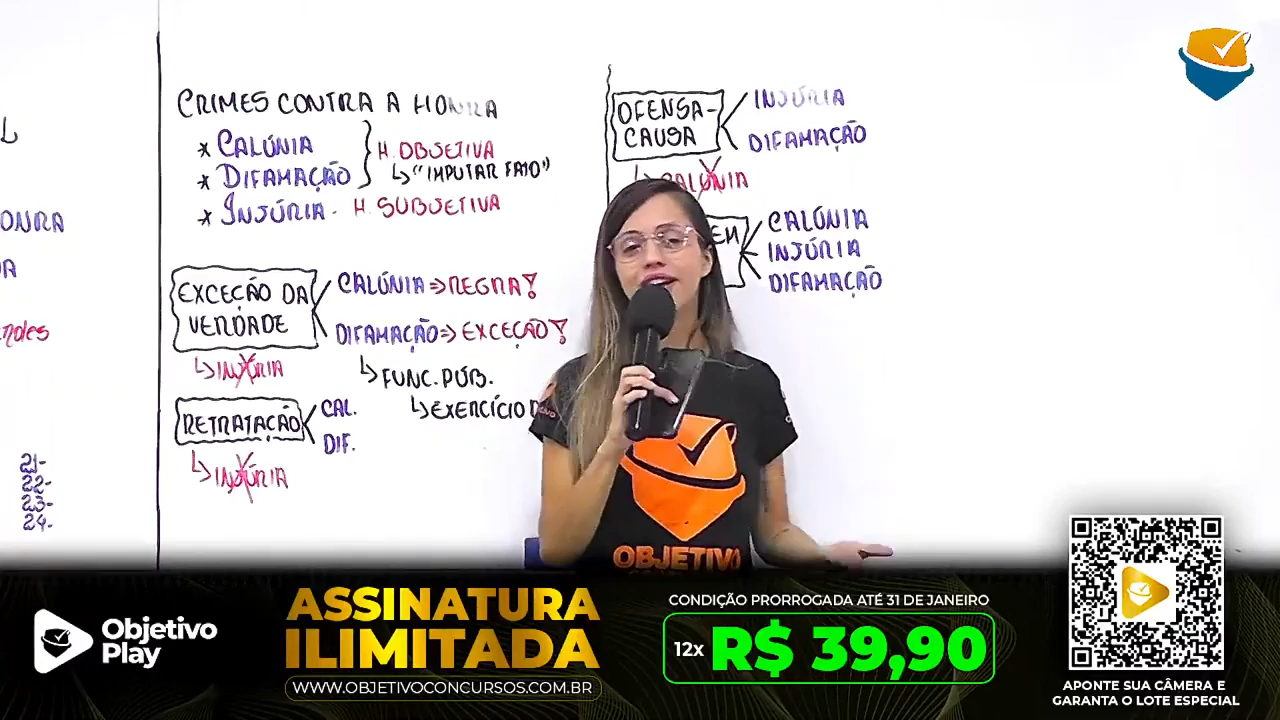 ONRA
21-
22-
23-
24-
CRIMES CONTRA A HONRA
* CALÚNIA
* DIFAMAÇÃO
H. OBJETIVA
↳ "IMPUTAR FATO"
* INJÚRIA - H. SUBJETIVA
EXCEÇÃO DA
VERDADE
CALÚNIA ⇒ REGRA!
DIFAMAÇÃO ⇒ EXCEÇÃO!
↳ INJÚRIA
↳ FUNC. PÚB.
↳ EXERCÍCIO
RETRATAÇÃO
CAL.
DIF.
↳ INJÚRIA
OFENSA-
CAUSA
INJÚRIA
DIFAMAÇÃO
↳ CALÚNIA
EM
CALÚNIA
INJÚRIA
DIFAMAÇÃO
OBJETIVO
Objetivo
Play
ASSINATURA
ILIMITADA
WWW.OBJETIVOCONCURSOS.COM.BR
CONDIÇÃO PRORROGADA ATÉ 31 DE JANEIRO
12x R$ 39,90
APONTE SUA CÂMERA E
GARANTA O LOTE ESPECIAL